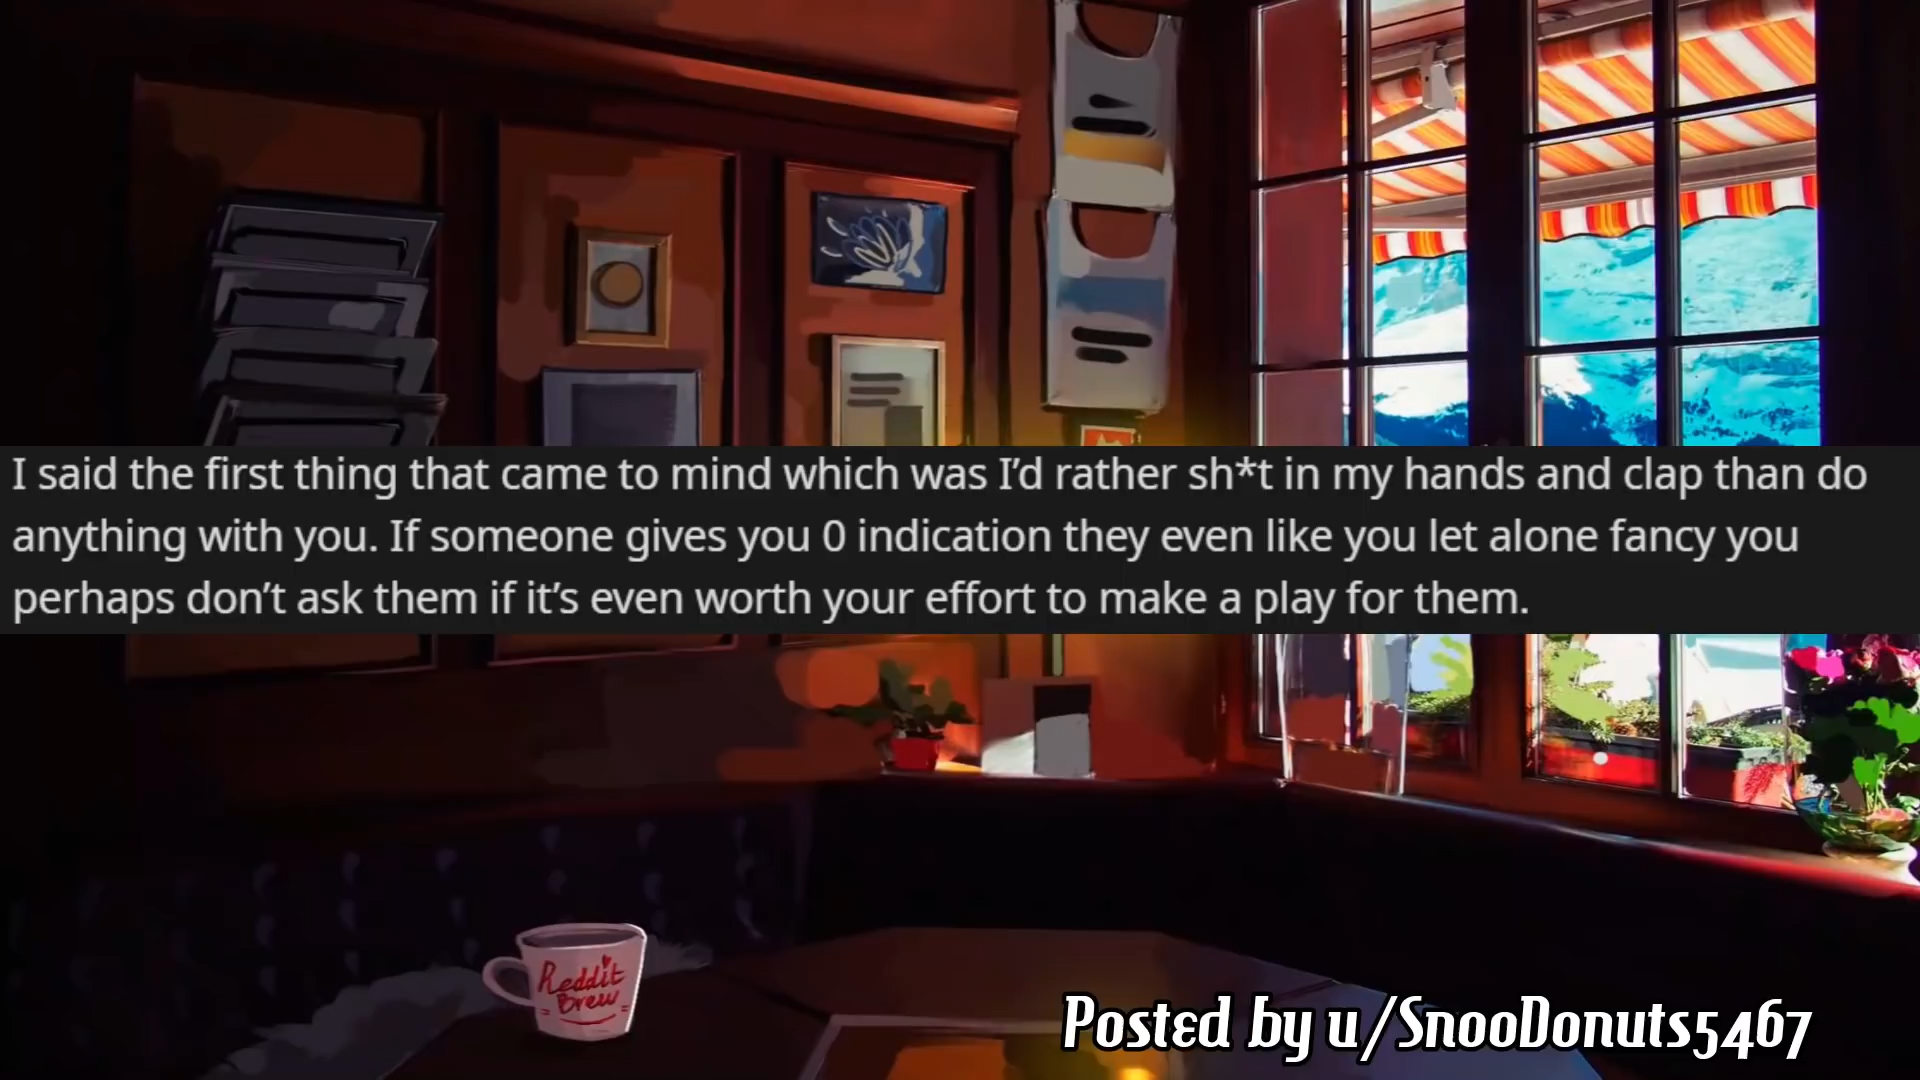 I said the first thing that came to mind which was I’d rather sh*t in my hands and clap than do
anything with you. If someone gives you 0 indication they even like you let alone fancy you
perhaps don’t ask them if it’s even worth your effort to make a play for them.
Reddit
Brew
Posted by u/SnooDonuts5467